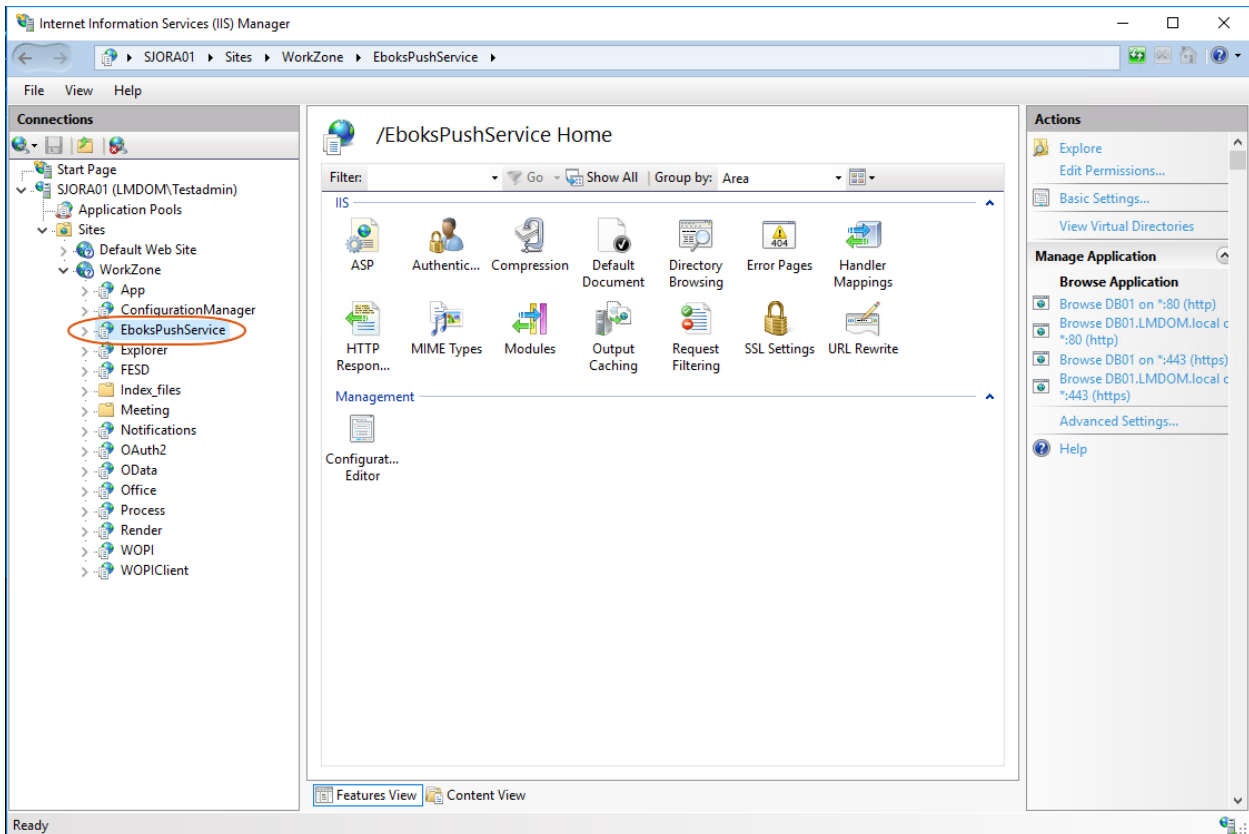 Internet Information Services (IIS) Manager
SJORA01 Sites WorkZone EboksPushService
File View Help
Connections
Start Page
SJORA01 (LMDOM\Testadmin)
Application Pools
Sites
Default Web Site
WorkZone
App
ConfigurationManager
EboksPushService
Explorer
FESD
Index_files
Meeting
Notifications
OAuth2
OData
Office
Process
Render
WOPI
WOPIClient
/EboksPushService Home
Filter: Go Show All Group by: Area
IIS
ASP Authentic... Compression Default Directory Error Pages Handler
Document Browsing Mappings
404
HTTP MIME Types Modules Output Request SSL Settings URL Rewrite
Respon... Caching Filtering
Management
Configurat...
Editor
Features View Content View
Actions
Explore
Edit Permissions...
Basic Settings...
View Virtual Directories
Manage Application
Browse Application
Browse DB01 on *:80 (http)
Browse DB01.LMDOM.local c
*:80 (http)
Browse DB01 on *:443 (https)
Browse DB01.LMDOM.local c
*:443 (https)
Advanced Settings...
Help
Ready